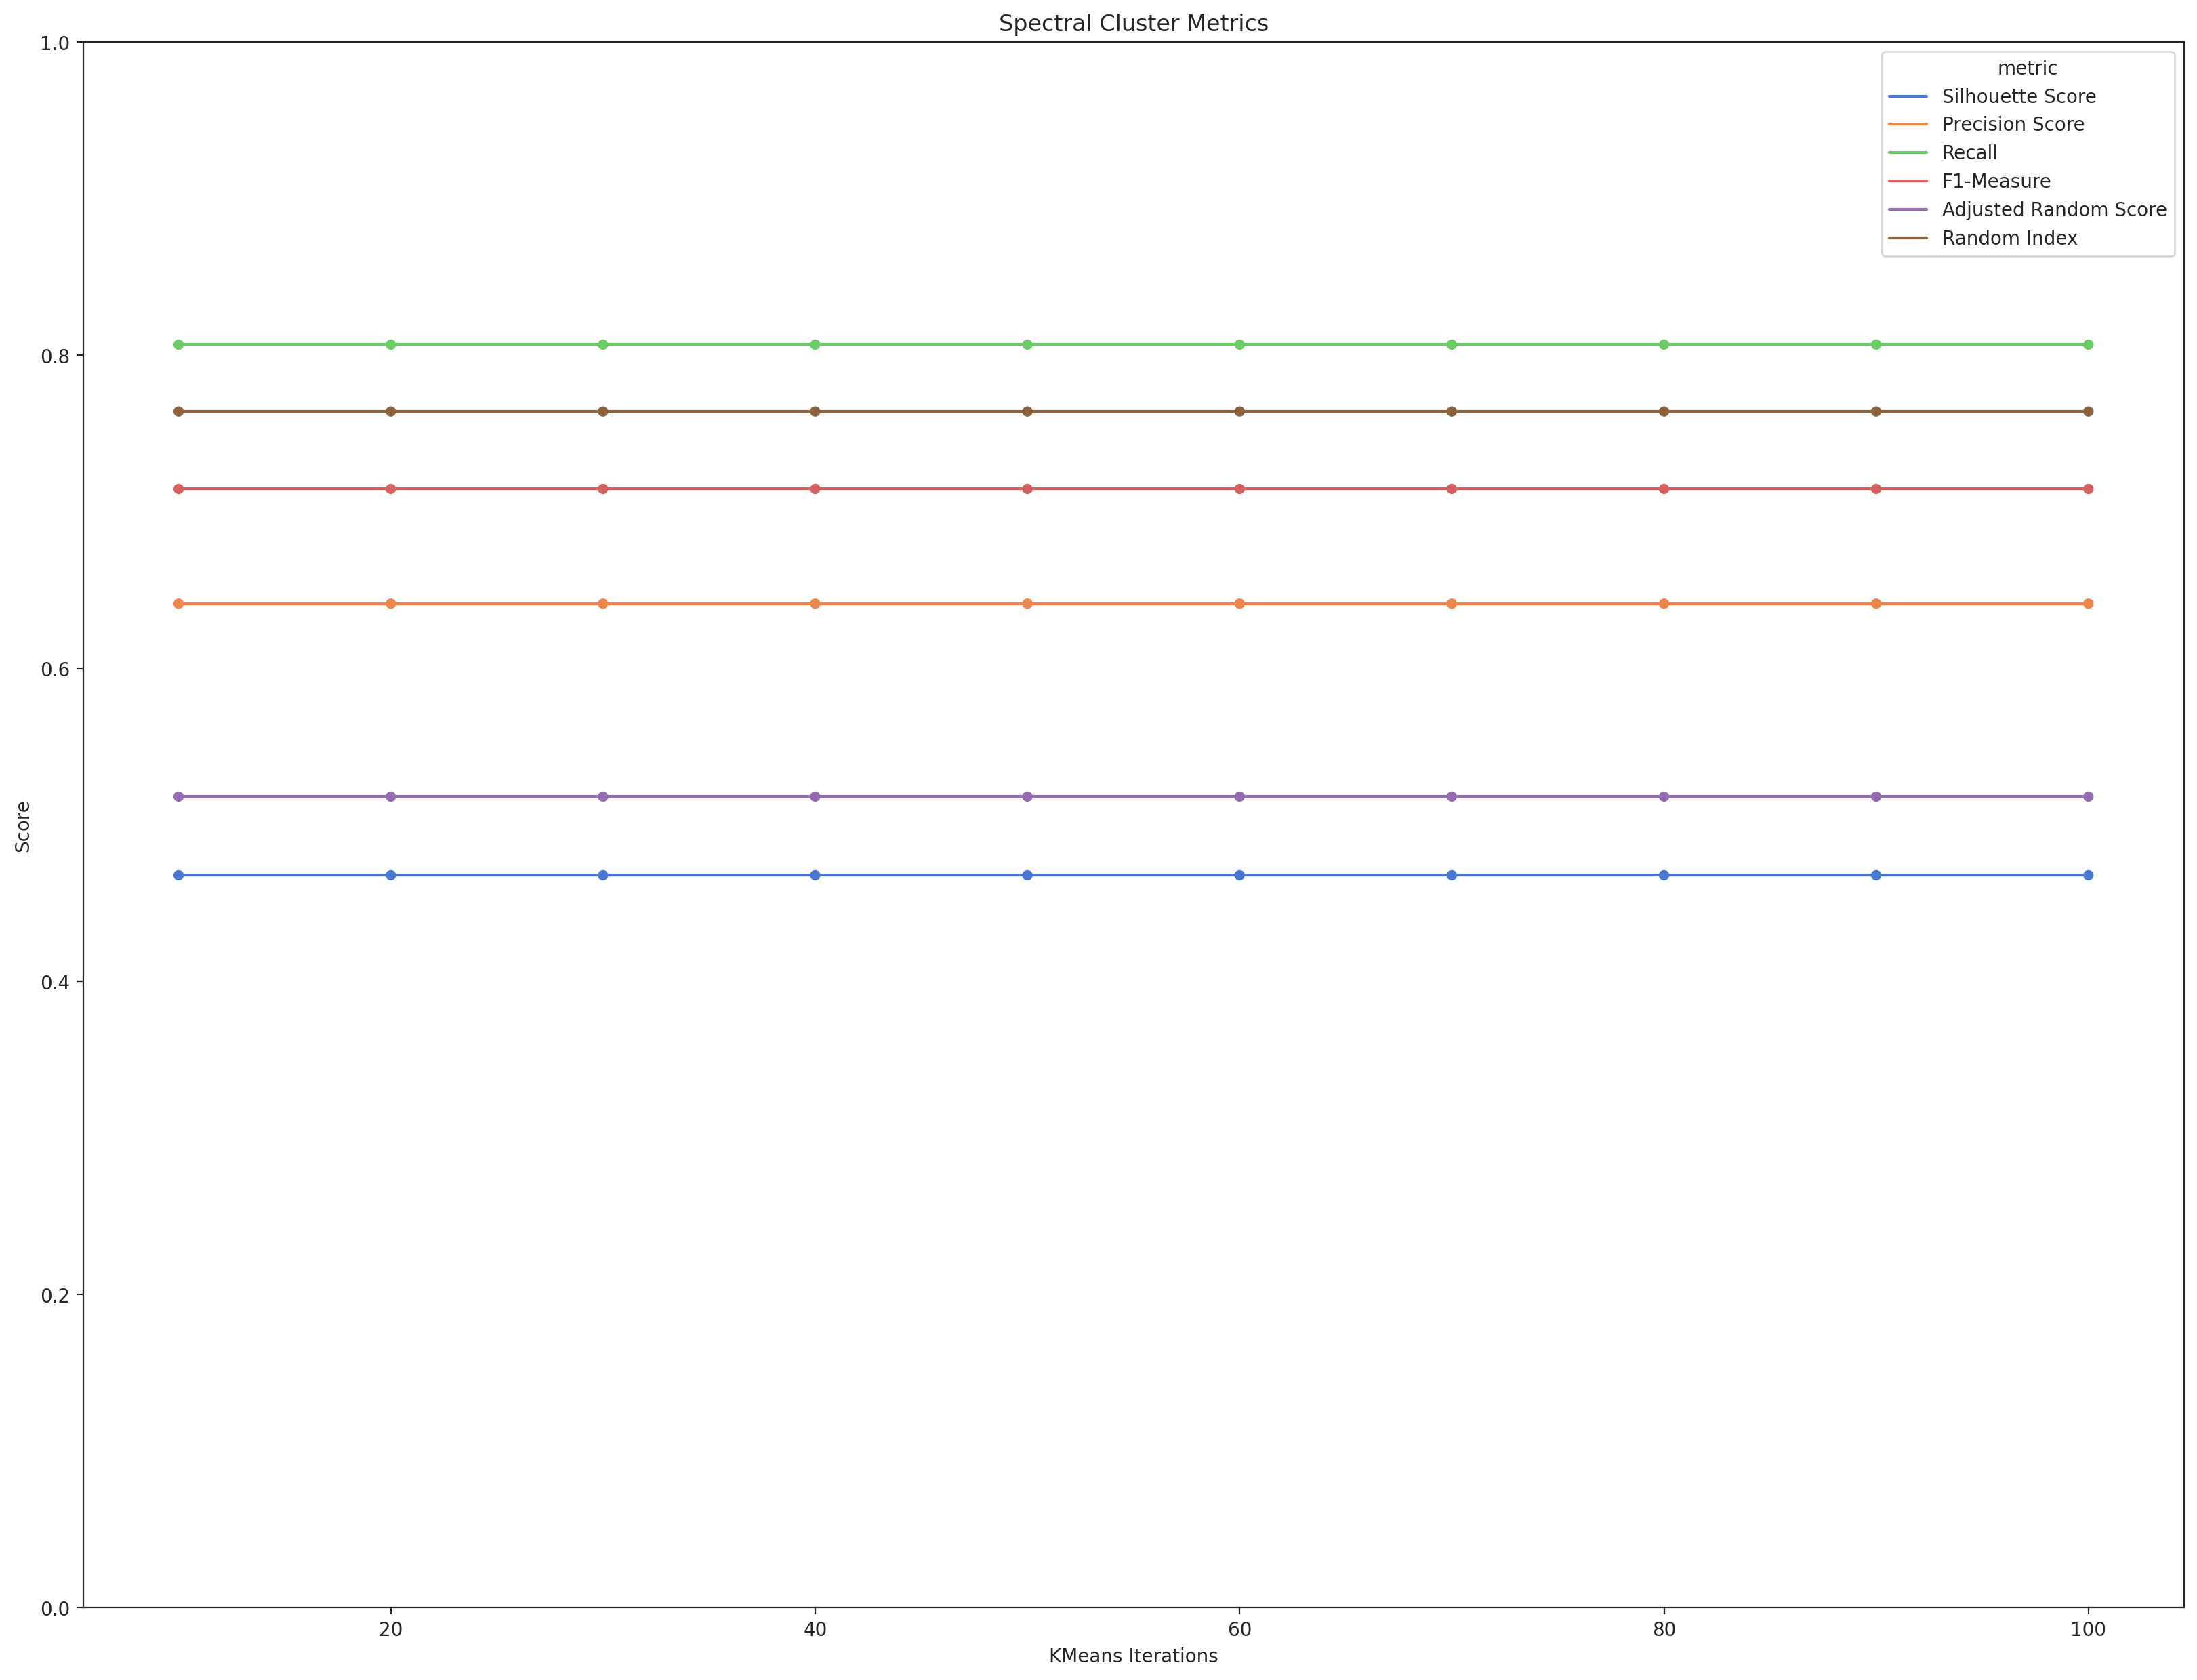 Spectral Cluster Metrics
1.0
0.8
0.6
0.4
0.2
0.0
Score
metric
Silhouette Score
Precision Score
Recall
F1-Measure
Adjusted Random Score
Random Index
20
40
60
80
100
KMeans Iterations